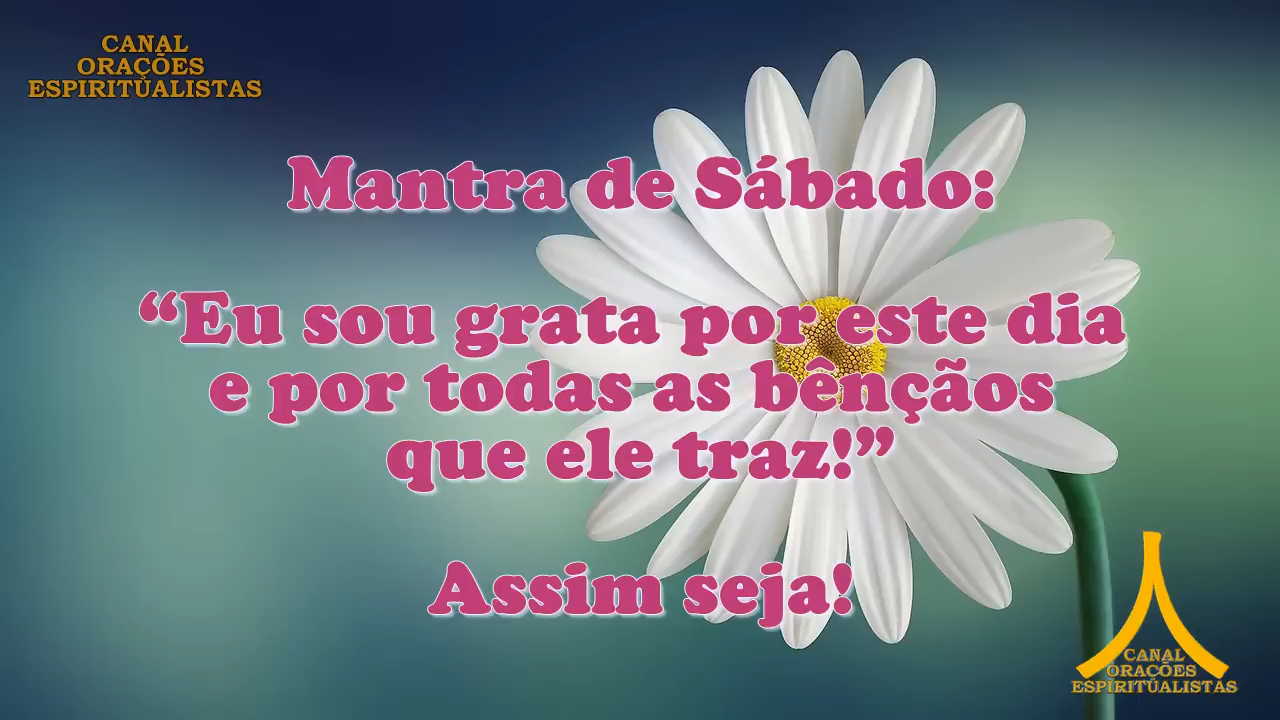 CANAL
ORAÇÕES
ESPIRITUALISTAS
Mantra de Sábado:
“Eu sou grata por este dia
e por todas as bênçãos
que ele traz!”
Assim seja!
CANAL
ORAÇÕES
ESPIRITUALISTAS